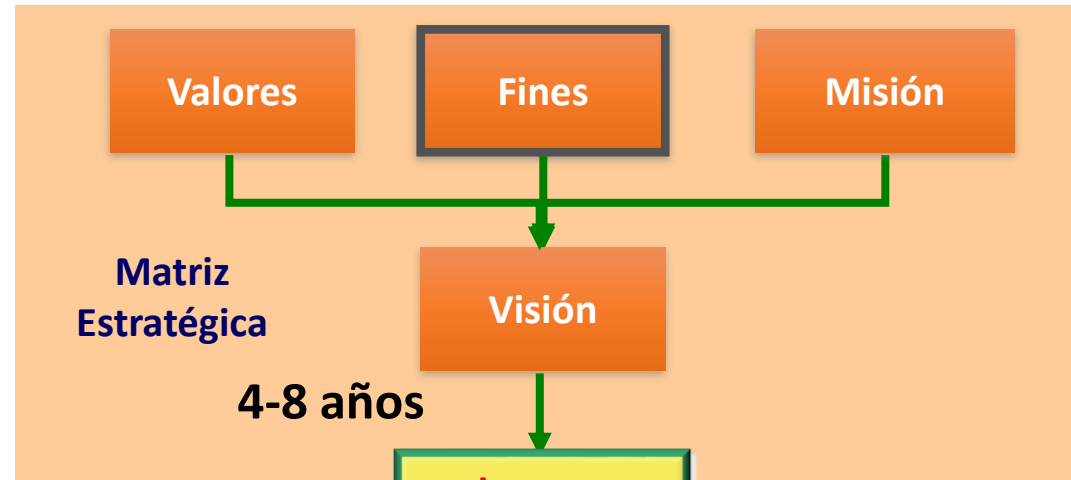 Valores
Fines
Misión
Matriz
Estratégica
Visión
4-8 años